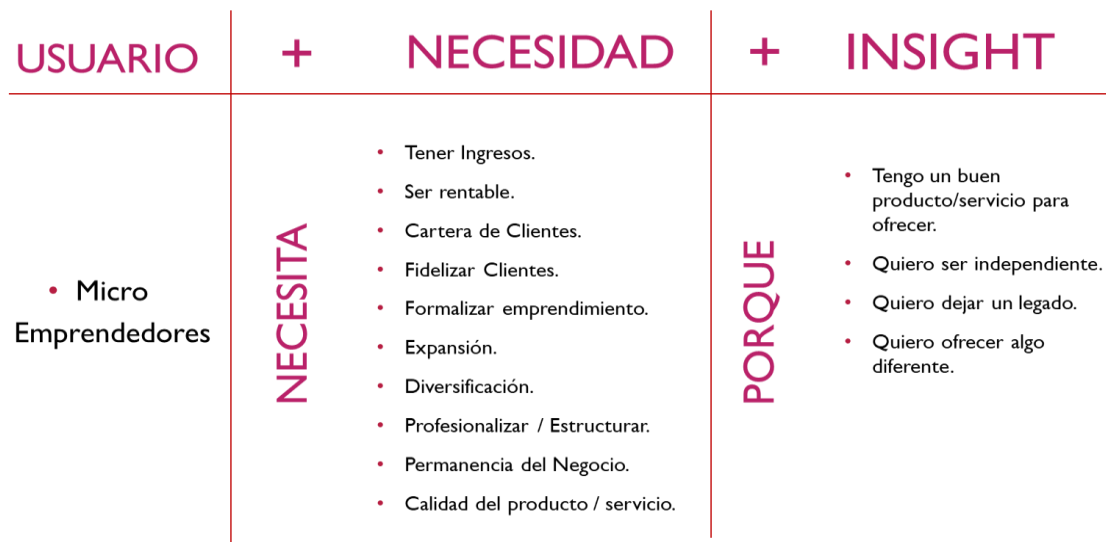 USUARIO + NECESIDAD + INSIGHT
• Micro
Emprendedores
NECESITA
• Tener Ingresos.
• Ser rentable.
• Cartera de Clientes.
• Fidelizar Clientes.
• Formalizar emprendimiento.
• Expansión.
• Diversificación.
• Profesionalizar / Estructurar.
• Permanencia del Negocio.
• Calidad del producto / servicio.
PORQUE
• Tengo un buen
producto/servicio para
ofrecer.
• Quiero ser independiente.
• Quiero dejar un legado.
• Quiero ofrecer algo
diferente.